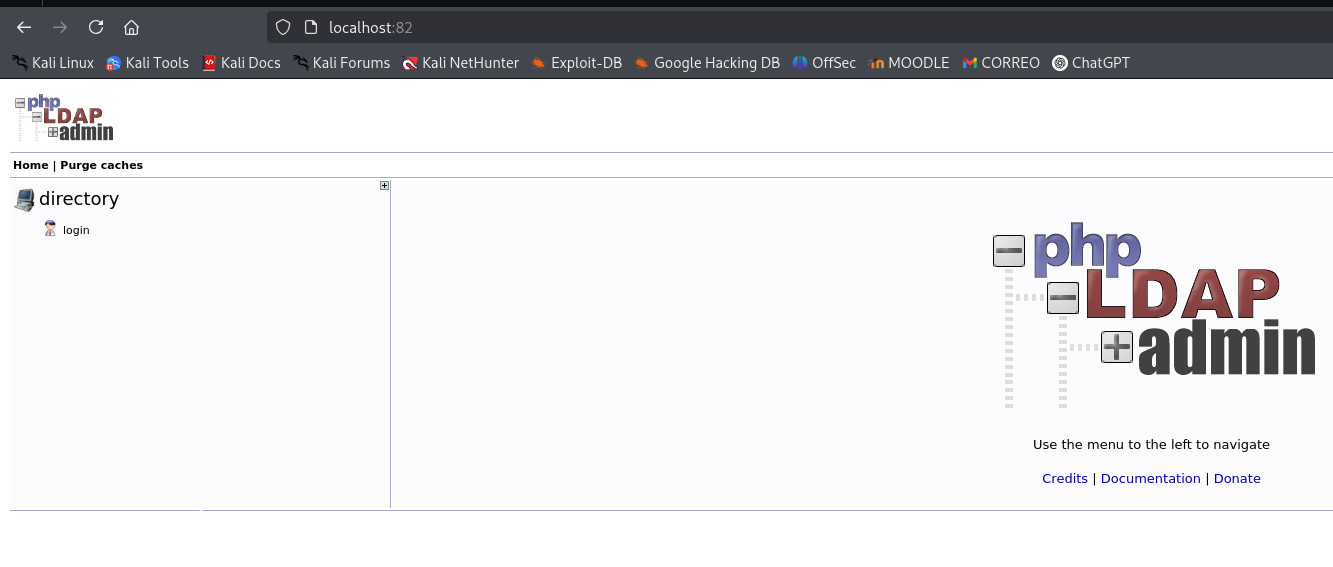 localhost:82
Kali Linux Kali Tools Kali Docs Kali Forums Kali NetHunter Exploit-DB Google Hacking DB OffSec MOODLE CORREO ChatGPT
php
LDAP
admin
Home | Purge caches
directory
login
php
LDAP
admin
Use the menu to the left to navigate
Credits | Documentation | Donate